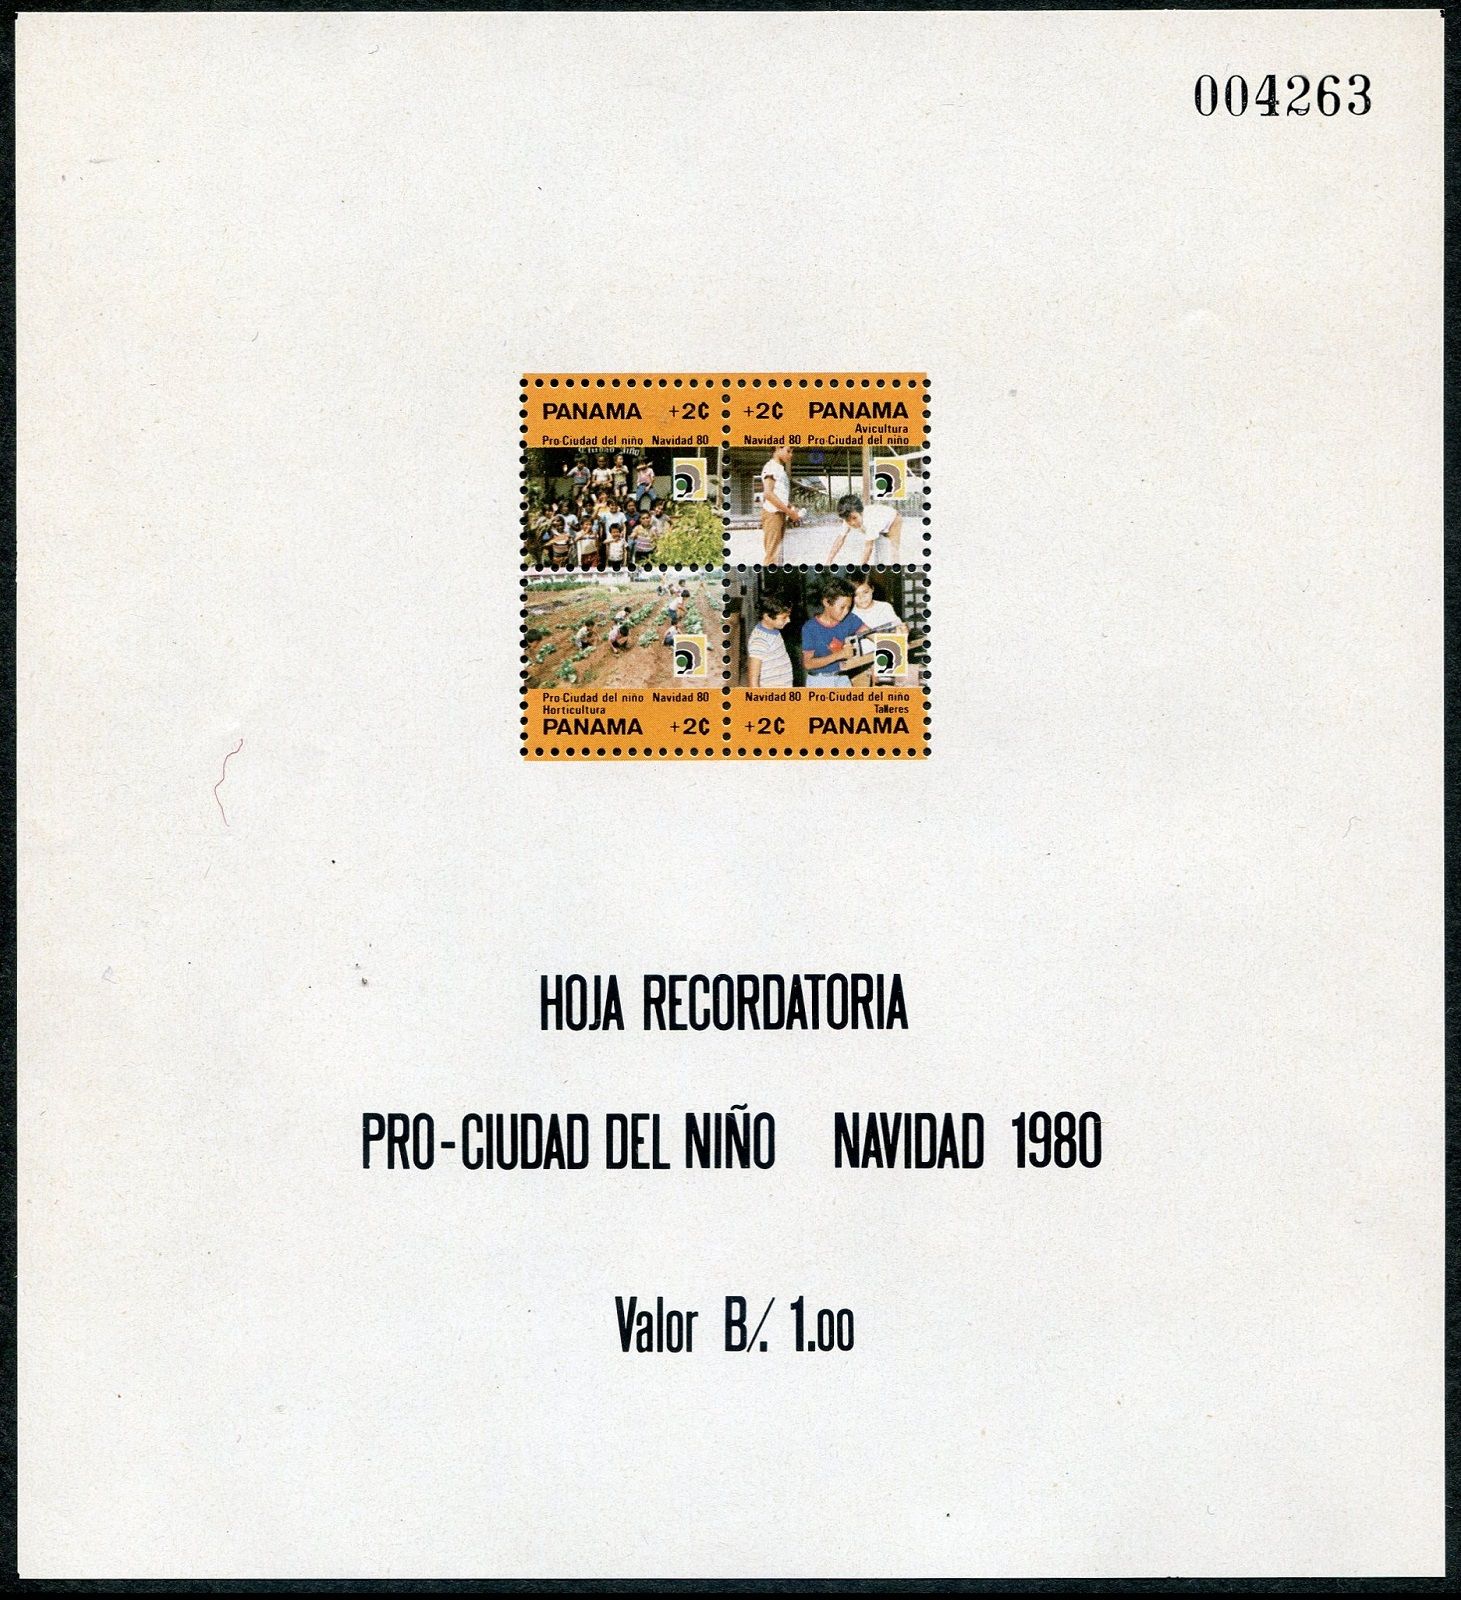 004263
PANAMA +2¢
Pro-Ciudad del niño Navidad 80
Ciudad Niño
+2¢ PANAMA
Avicultura
Navidad 80 Pro-Ciudad del niño
Pro-Ciudad del niño Navidad 80
Horticultura
PANAMA +2¢
Navidad 80 Pro-Ciudad del niño
Talleres
+2¢ PANAMA
HOJA RECORDATORIA
PRO-CIUDAD DEL NIÑO NAVIDAD 1980
Valor B/. 1.00